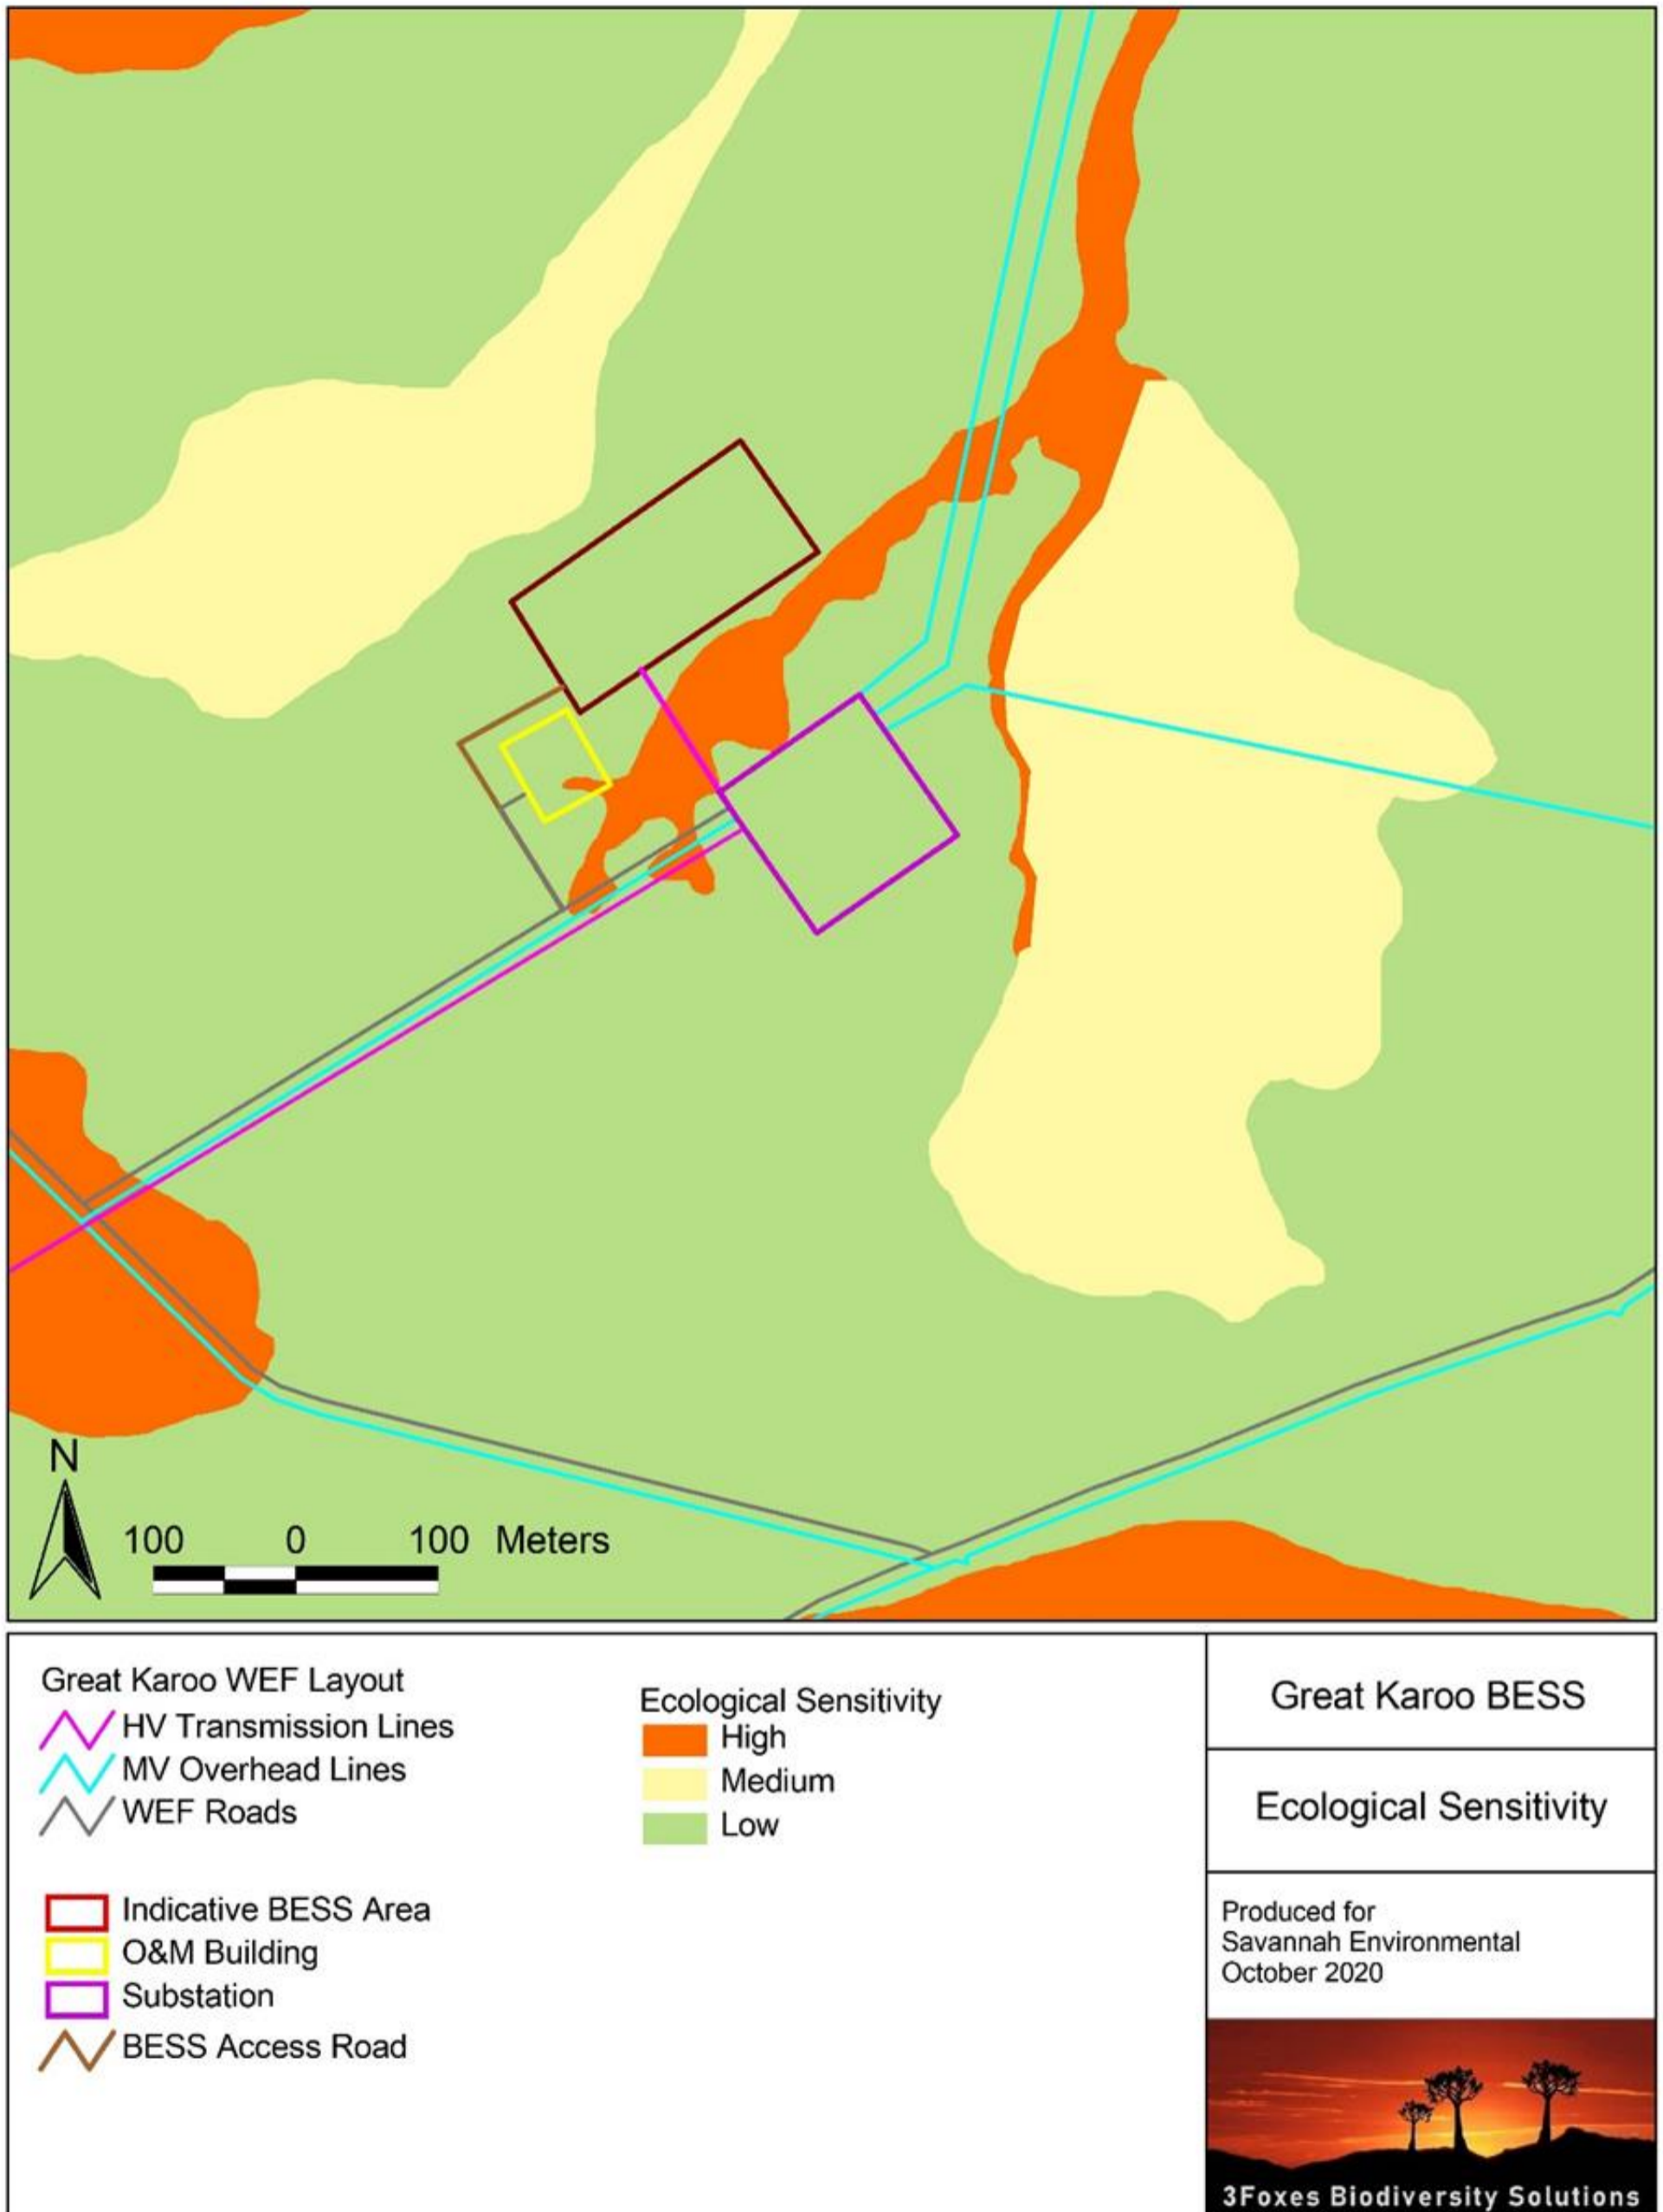 N
100 0 100 Meters
Great Karoo WEF Layout
HV Transmission Lines
MV Overhead Lines
WEF Roads
Indicative BESS Area
O&M Building
Substation
BESS Access Road
Ecological Sensitivity
High
Medium
Low
Great Karoo BESS
Ecological Sensitivity
Produced for
Savannah Environmental
October 2020
3Foxes Biodiversity Solutions